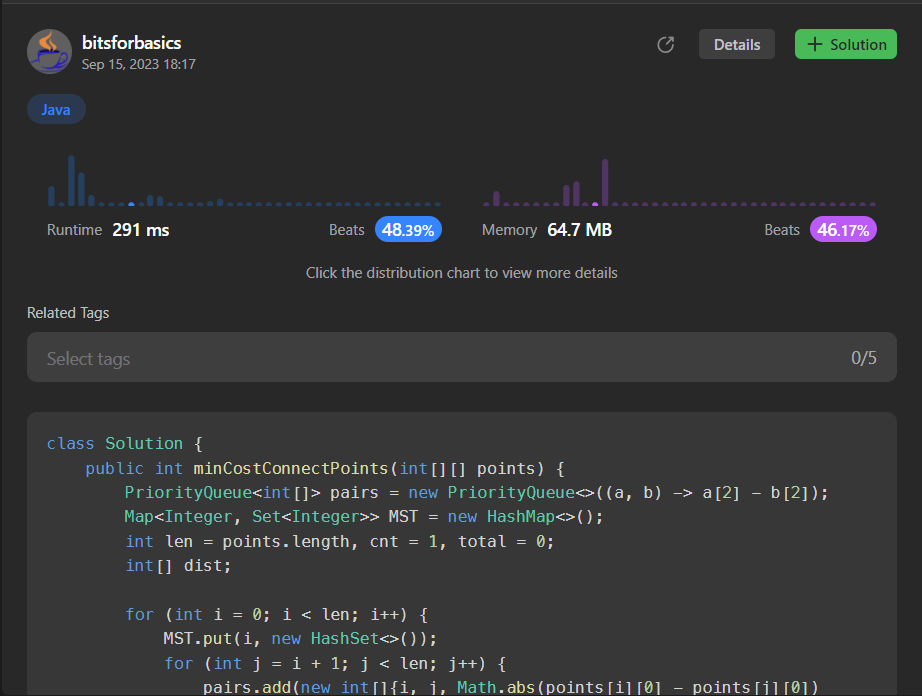 bitsforbasics
Sep 15, 2023 18:17
Details
+ Solution
Java
Runtime 291 ms Beats 48.39%
Memory 64.7 MB Beats 46.17%
Click the distribution chart to view more details
Related Tags
Select tags 0/5
class Solution {
    public int minCostConnectPoints(int[][] points) {
        PriorityQueue<int[]> pairs = new PriorityQueue<>((a, b) -> a[2] - b[2]);
        Map<Integer, Set<Integer>> MST = new HashMap<>();
        int len = points.length, cnt = 1, total = 0;
        int[] dist;

        for (int i = 0; i < len; i++) {
            MST.put(i, new HashSet<>());
            for (int j = i + 1; j < len; j++) {
                pairs.add(new int[]{i, j, Math.abs(points[i][0] - points[j][0])